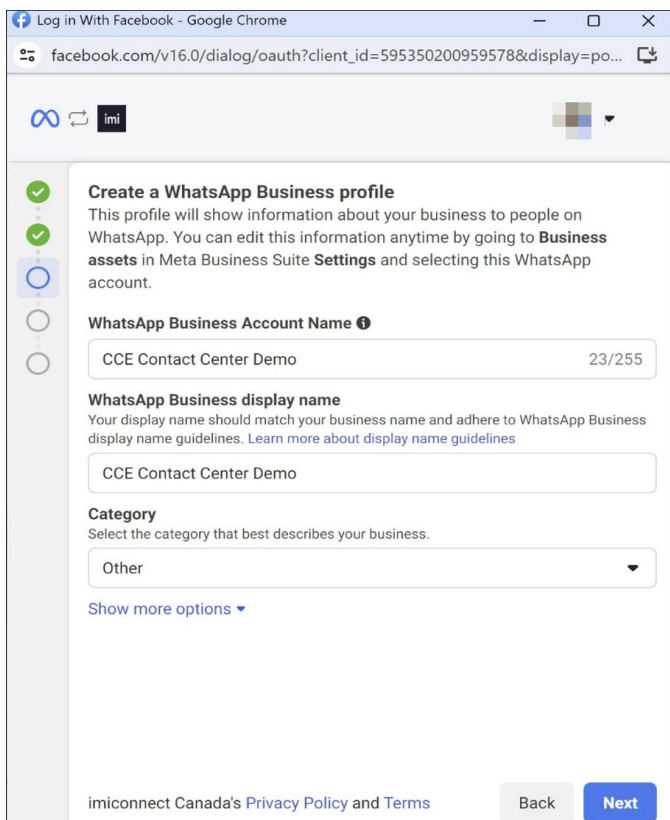 Log in With Facebook - Google Chrome
facebook.com/v16.0/dialog/oauth?client_id=595350200959578&display=po...
imi
Create a WhatsApp Business profile
This profile will show information about your business to people on
WhatsApp. You can edit this information anytime by going to Business
assets in Meta Business Suite Settings and selecting this WhatsApp
account.
WhatsApp Business Account Name
CCE Contact Center Demo 23/255
WhatsApp Business display name
Your display name should match your business name and adhere to WhatsApp Business
display name guidelines. Learn more about display name guidelines
CCE Contact Center Demo
Category
Select the category that best describes your business.
Other
Show more options
imiconnect Canada's Privacy Policy and Terms Back Next